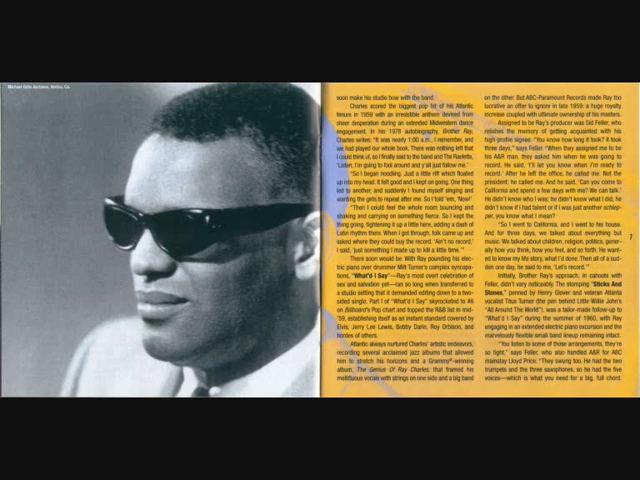 Michael Ochs Archives, Venice, Ca.
soon make his studio bow with the band.
Charles scored the biggest pop hit of his Atlantic
tenure in 1959 with an irresistible anthem devised from
sheer desperation during an extended Midwestern dance
engagement. In his 1978 autobiography, Brother Ray,
Charles writes: "It was nearly 1:00 a.m., I remember, and
we had played our whole book. There was nothing left that
I could think of, so I finally said to the band and The Raeletts,
'Listen, I'm going to fool around and y'all just follow me.'
"So I began noodling. Just a little riff which floated
up into my head. It felt good and I kept on going. One thing
led to another, and suddenly I found myself singing and
wanting the girls to repeat after me. So I told 'em, 'Now!'
"Then I could feel the whole room bouncing and
shaking and carrying on something fierce. So I kept the
thing going, tightening it up a little here, adding a dash of
Latin rhythm there. When I got through, folk came up and
asked where they could buy the record. 'Ain't no record,'
I said, 'just something I made up to kill a little time.'"
There soon would be. With Ray pounding his elec-
tric piano over drummer Milt Turner's complex syncopa-
tions, "What'd I Say"—Ray's most overt celebration of
sex and salvation yet—ran so long when transferred to
a studio setting that it demanded editing down to a two-
sided single. Part I of "What'd I Say" skyrocketed to #6
on Billboard's Pop chart and topped the R&B list in mid-
'59, establishing itself as an instant standard covered by
Elvis, Jerry Lee Lewis, Bobby Darin, Roy Orbison, and
hordes of others.
Atlantic always nurtured Charles' artistic endeavors,
recording several acclaimed jazz albums that allowed
him to stretch his horizons and a Grammy®-winning
album, The Genius Of Ray Charles, that framed his
mellifluous vocals with strings on one side and a big band
on the other. But ABC-Paramount Records made Ray too
lucrative an offer to ignore in late 1959: a huge royalty
increase coupled with ultimate ownership of his masters.
Assigned to be Ray's producer was Sid Feller, who
relishes the memory of getting acquainted with his
high-profile signee. "You know how long it took? It took
three days," says Feller. "When they assigned me to be
his A&R man, they asked him when he was going to
record. He said, 'I'll let you know when I'm ready to
record.' After he left the office, he called me. Not the
president; he called me. And he said, 'Can you come to
California and spend a few days with me? We can talk.'
He didn't know who I was, he didn't know what I did; he
didn't know if I had talent or if I was just another schlep-
per, you know what I mean?
"So I went to California, and I went to his house.
And for three days, we talked about everything but
music. We talked about children, religion, politics, gener-
ally how you think, how you feel, and so forth. He want-
ed to know my life story, what I'd done. Then all of a sud-
den one day, he said to me, 'Let's record.'"
Initially, Brother Ray's approach, in cahoots with
Feller, didn't vary noticeably. The stomping "Sticks And
Stones," penned by Henry Glover and veteran Atlanta
vocalist Titus Turner (the pen behind Little Willie John's
"All Around The World"), was a tailor-made follow-up to
"What'd I Say" during the summer of 1960, with Ray
engaging in an extended electric piano excursion and the
marvelously flexible small band lineup remaining intact.
"You listen to some of those arrangements, they're
so tight," says Feller, who also handled A&R for ABC
mainstay Lloyd Price. "They swung too. He had the two
trumpets and the three saxophones, so he had the five
voices—which is what you need for a big, full chord.
7